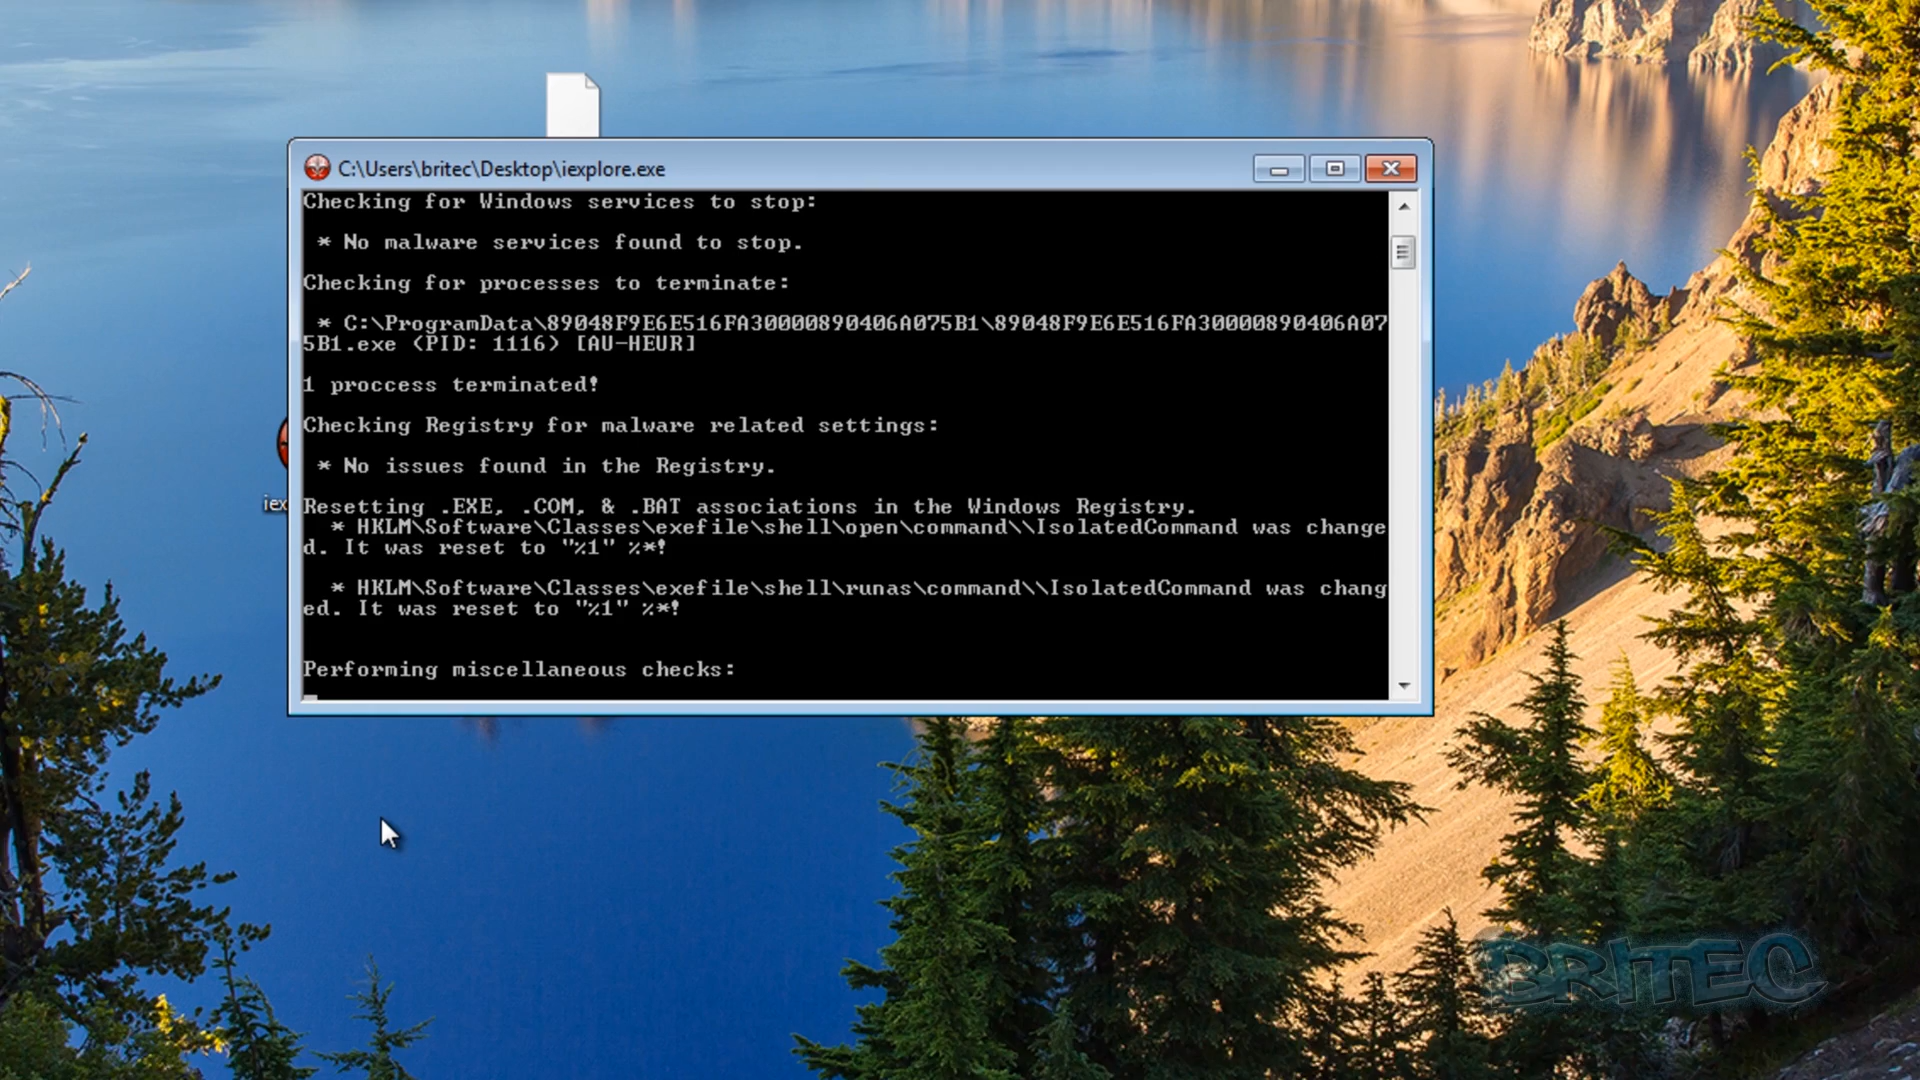 C:\Users\britec\Desktop\iexplore.exe
Checking for Windows services to stop:
* No malware services found to stop.
Checking for processes to terminate:
* C:\ProgramData\89048F9E6E516FA30000890406A075B1\89048F9E6E516FA30000890406A07
5B1.exe (PID: 1116) [AU-HEUR]
1 proccess terminated!
Checking Registry for malware related settings:
* No issues found in the Registry.
iex
Resetting .EXE, .COM, & .BAT associations in the Windows Registry.
* HKLM\Software\Classes\exefile\shell\open\command\\IsolatedCommand was change
d. It was reset to "%1" %*!
* HKLM\Software\Classes\exefile\shell\runas\command\\IsolatedCommand was chang
ed. It was reset to "%1" %*!
Performing miscellaneous checks:
BRITEC